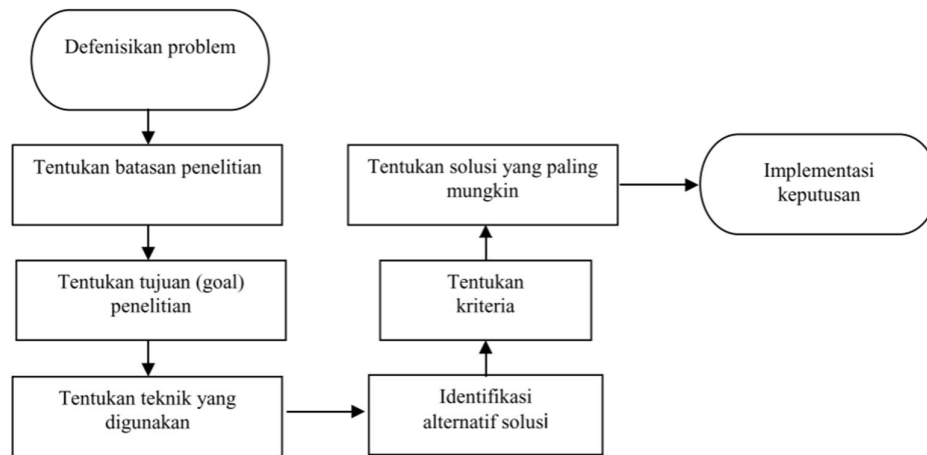 Defenisikan problem
Tentukan batasan penelitian
Tentukan tujuan (goal)
penelitian
Tentukan teknik yang
digunakan
Identifikasi
alternatif solusi
Tentukan
kriteria
Tentukan solusi yang paling
mungkin
Implementasi
keputusan